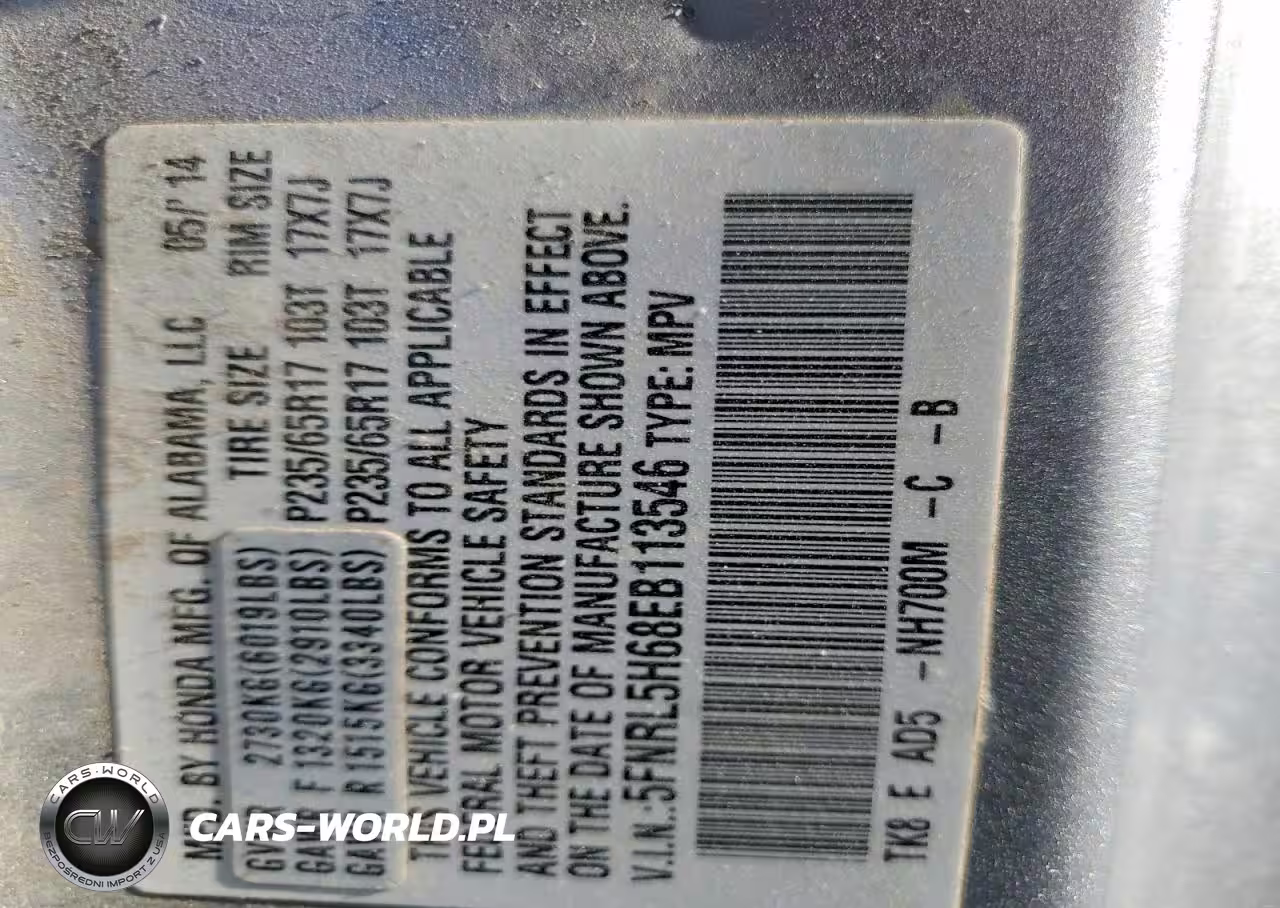 MFD. BY HONDA MFG. OF ALABAMA, LLC 05/' 14
TIRE SIZE RIM SIZE
GVWR 2730KG(6019LBS)
GAWR F 1320KG(2910LBS) P235/65R17 103T 17X7J
GAWR R 1515KG(3340LBS) P235/65R17 103T 17X7J
THIS VEHICLE CONFORMS TO ALL APPLICABLE
FEDERAL MOTOR VEHICLE SAFETY
AND THEFT PREVENTION STANDARDS IN EFFECT
ON THE DATE OF MANUFACTURE SHOWN ABOVE.
V.I.N.:5FNRL5H68EB113546 TYPE:MPV
TK8 E AD5 -NH700M -C -B
CARS-WORLD
CW
BEZPOŚREDNI IMPORT Z USA
CARS-WORLD.PL